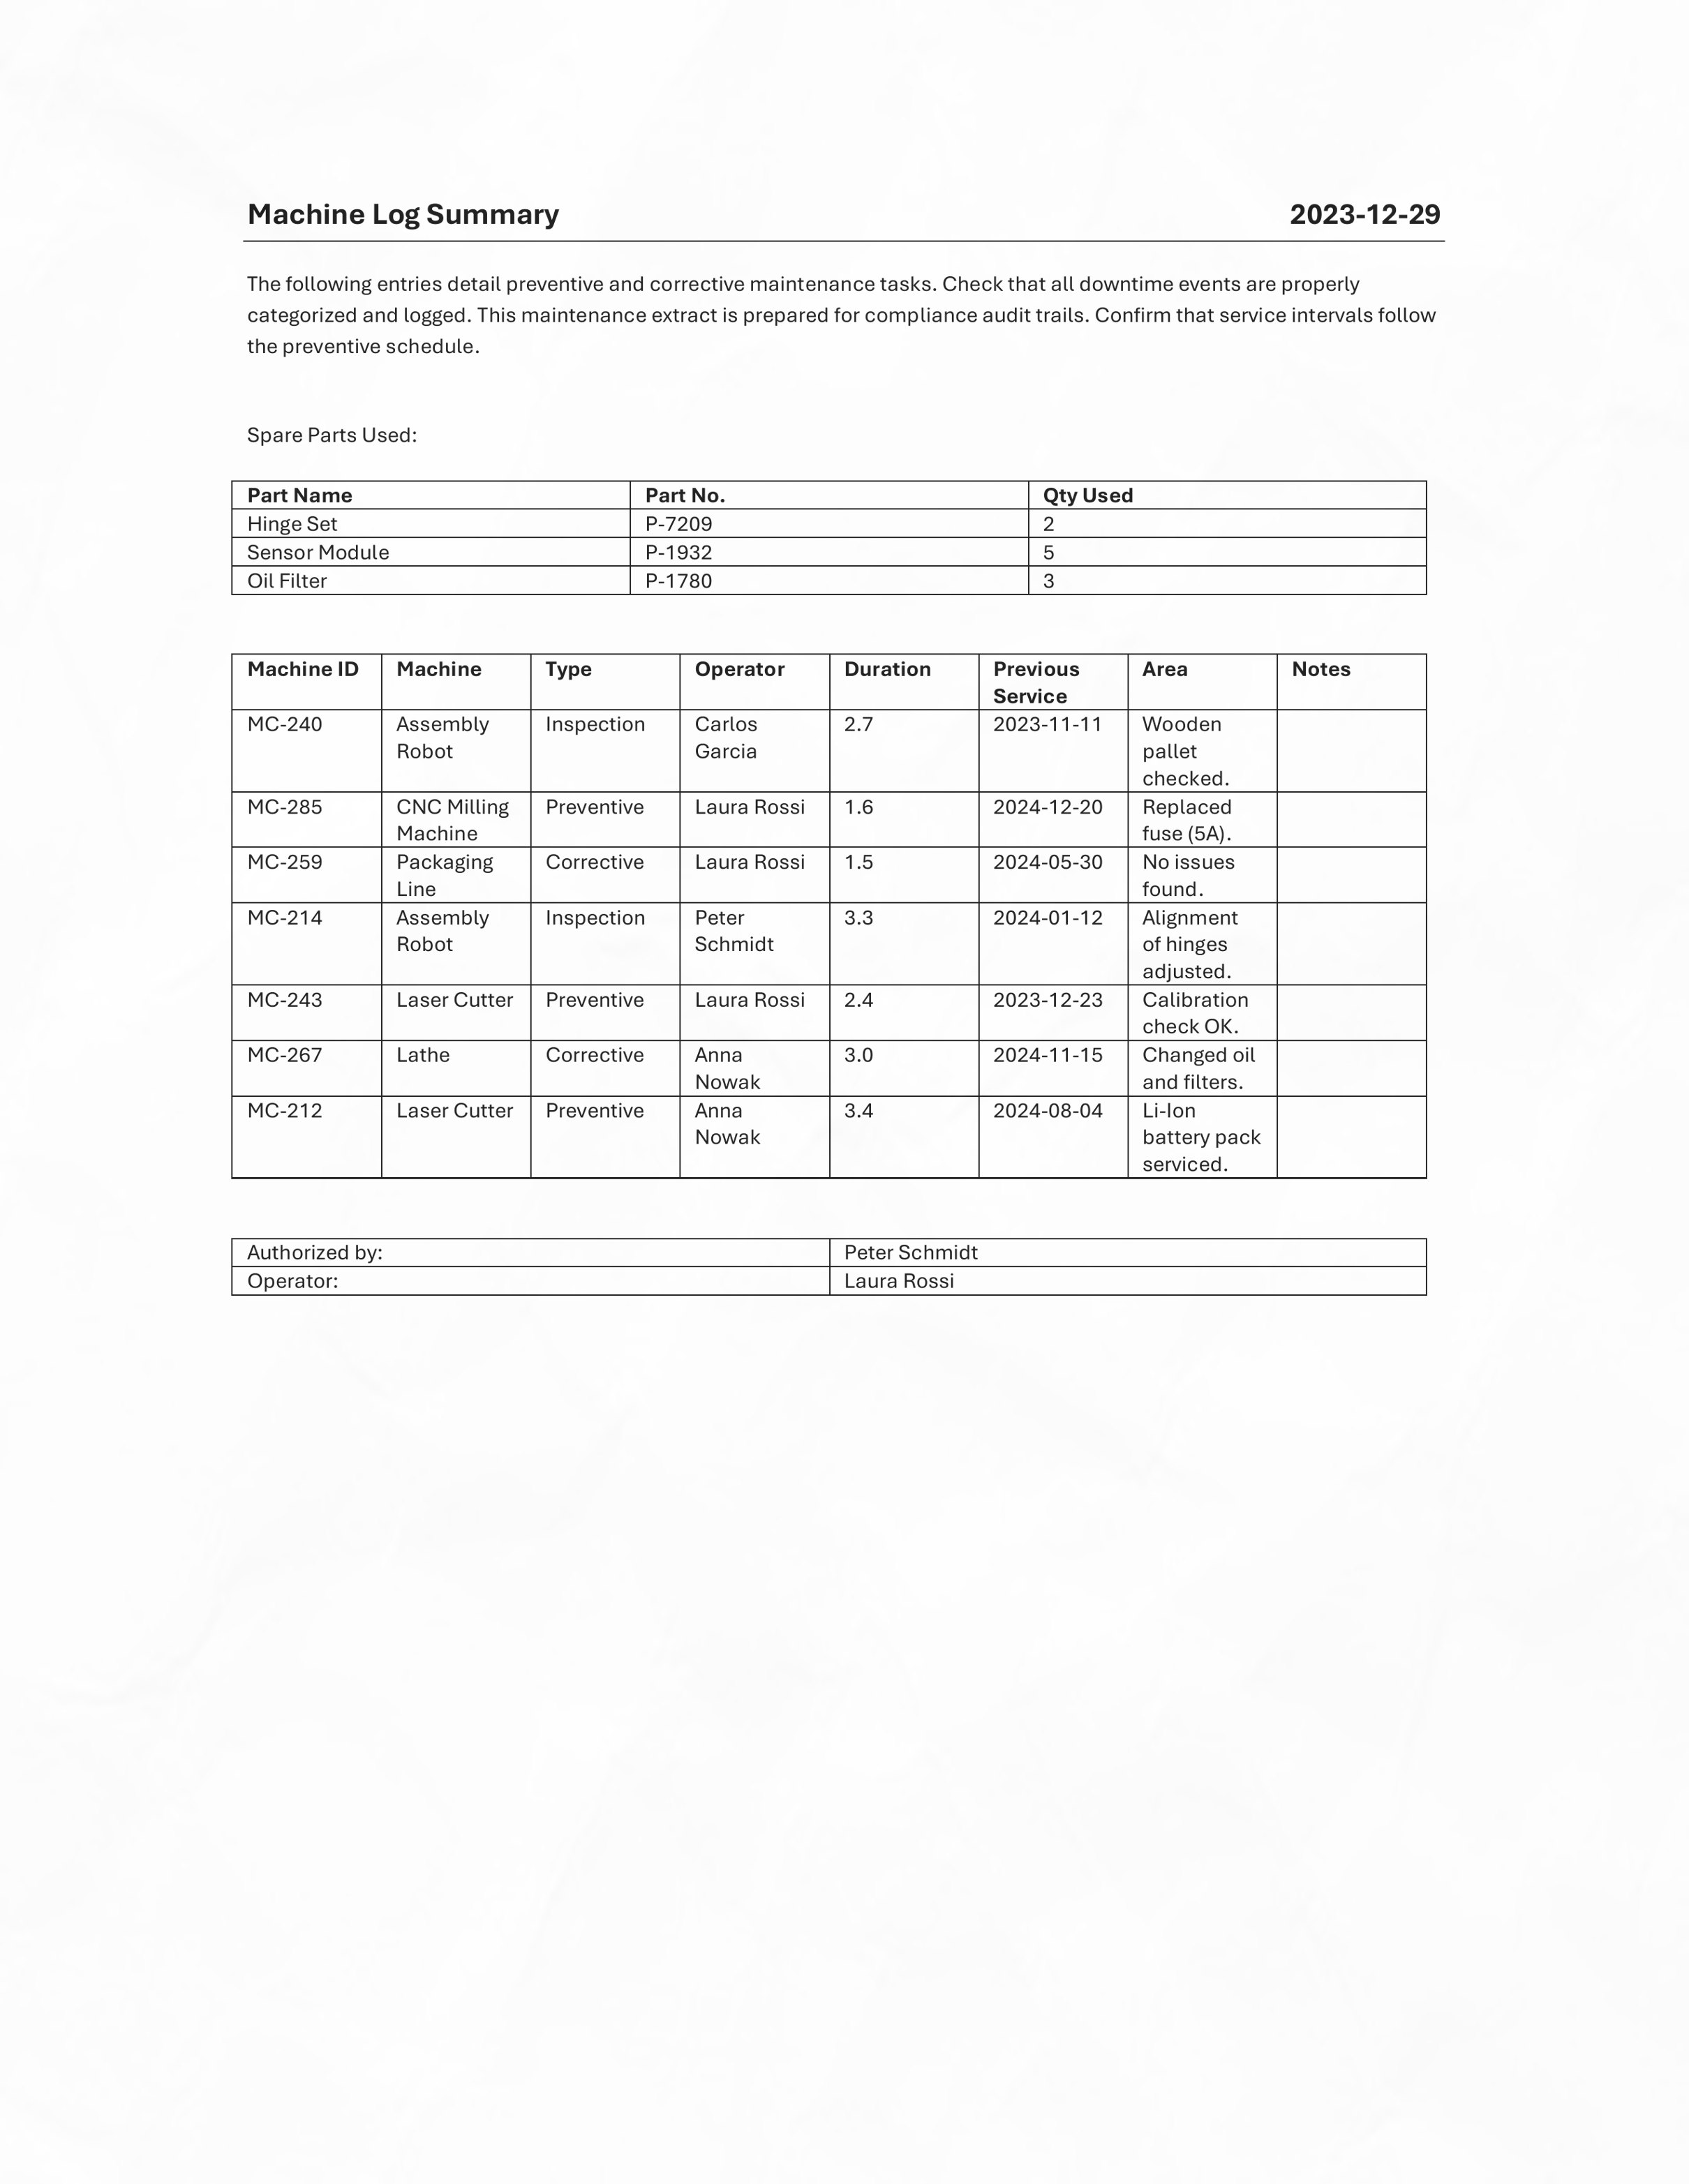 Machine Log Summary 2023-12-29
The following entries detail preventive and corrective maintenance tasks. Check that all downtime events are properly
categorized and logged. This maintenance extract is prepared for compliance audit trails. Confirm that service intervals follow
the preventive schedule.
Spare Parts Used:
Part Name Part No. Qty Used
Hinge Set P-7209 2
Sensor Module P-1932 5
Oil Filter P-1780 3
Machine ID Machine Type Operator Duration Previous Area Notes
Service
MC-240 Assembly Inspection Carlos 2.7 2023-11-11 Wooden
Robot Garcia pallet
checked.
MC-285 CNC Milling Preventive Laura Rossi 1.6 2024-12-20 Replaced
Machine fuse (5A).
MC-259 Packaging Corrective Laura Rossi 1.5 2024-05-30 No issues
Line found.
MC-214 Assembly Inspection Peter 3.3 2024-01-12 Alignment
Robot Schmidt of hinges
adjusted.
MC-243 Laser Cutter Preventive Laura Rossi 2.4 2023-12-23 Calibration
check OK.
MC-267 Lathe Corrective Anna 3.0 2024-11-15 Changed oil
Nowak and filters.
MC-212 Laser Cutter Preventive Anna 3.4 2024-08-04 Li-Ion
Nowak battery pack
serviced.
Authorized by: Peter Schmidt
Operator: Laura Rossi